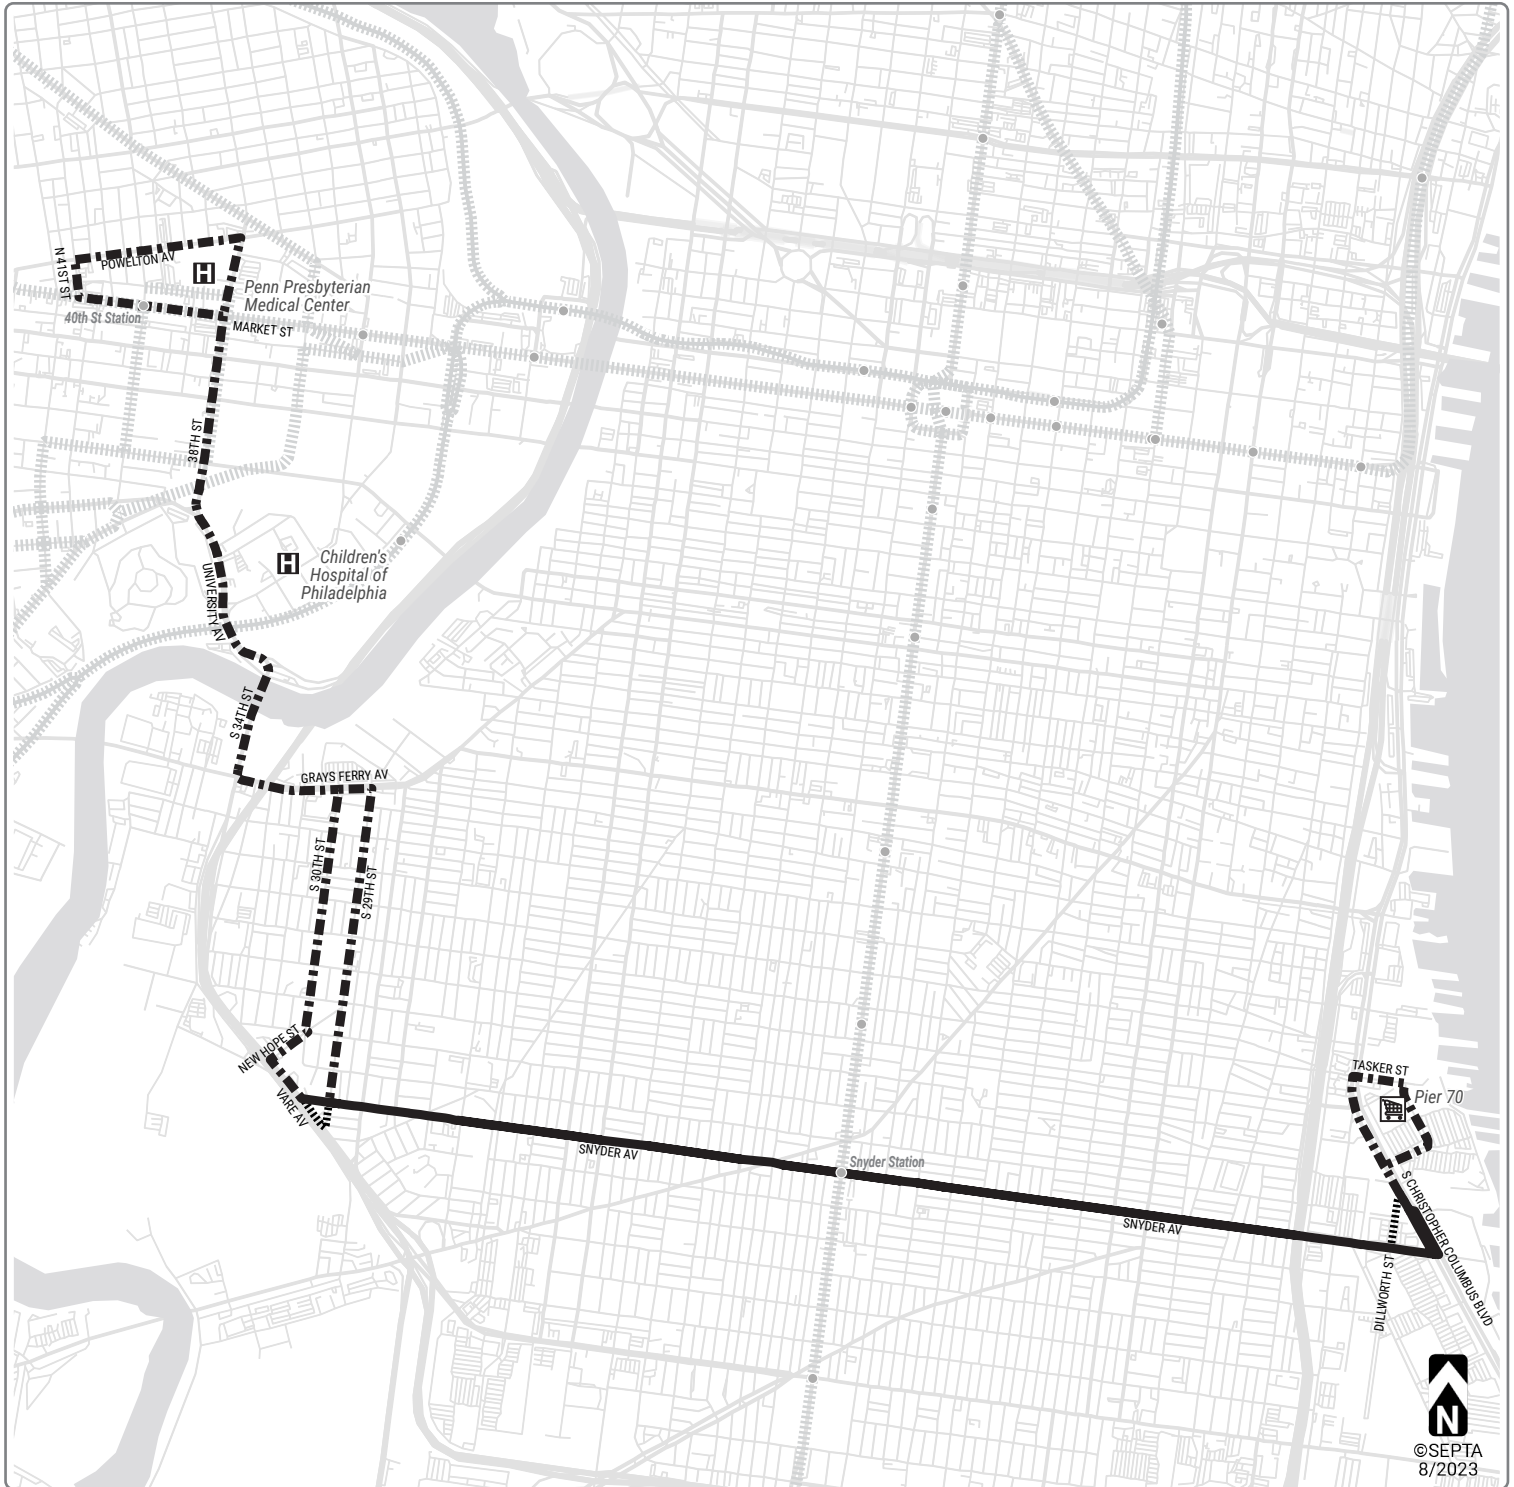 N 41ST ST
POWELTON AV
H
Penn Presbyterian
Medical Center
40th St Station
MARKET ST
38TH ST
H
Children's
Hospital of
Philadelphia
UNIVERSITY AV
S 34TH ST
GRAYS FERRY AV
S 30TH ST
S 29TH ST
NEW HOPE ST
VARE AV
SNYDER AV
Snyder Station
SNYDER AV
TASKER ST
Pier 70
S CHRISTOPHER COLUMBUS BLVD
DILLWORTH ST
N
©SEPTA
8/2023